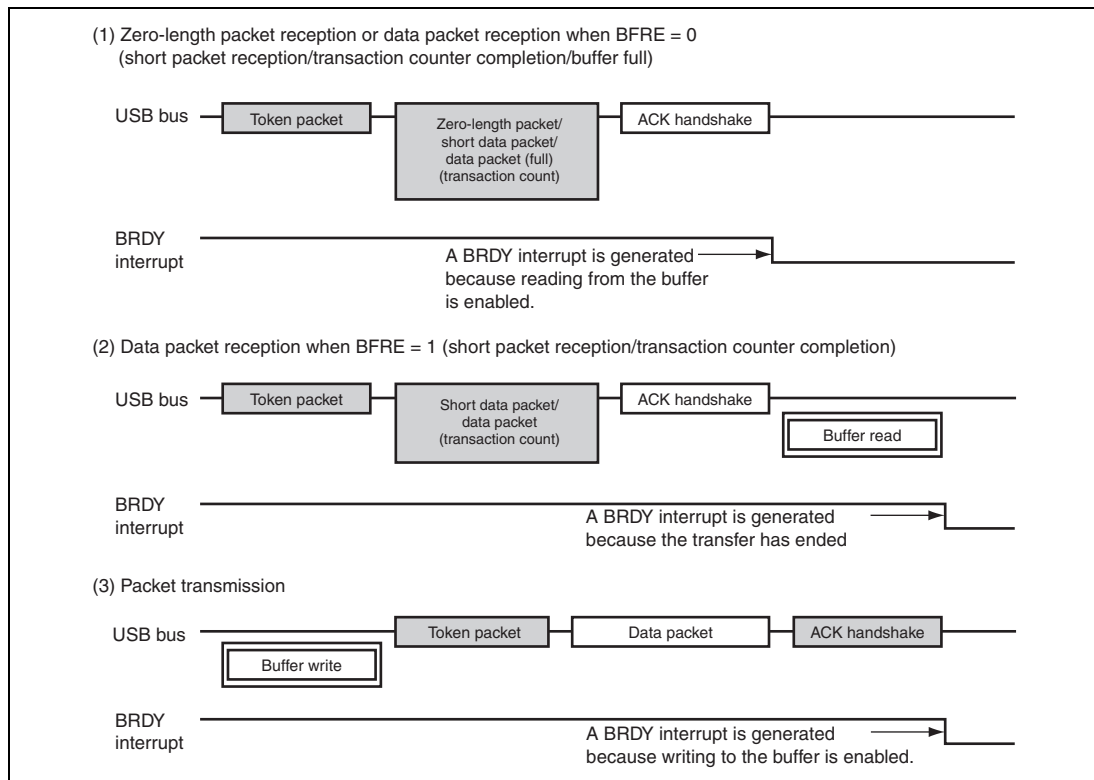 (1) Zero-length packet reception or data packet reception when BFRE = 0
(short packet reception/transaction counter completion/buffer full)
USB bus
Token packet
Zero-length packet/
short data packet/
data packet (full)
(transaction count)
ACK handshake
BRDY
interrupt
A BRDY interrupt is generated
because reading from the buffer
is enabled.
(2) Data packet reception when BFRE = 1 (short packet reception/transaction counter completion)
USB bus
Token packet
Short data packet/
data packet
(transaction count)
ACK handshake
Buffer read
BRDY
interrupt
A BRDY interrupt is generated
because the transfer has ended
(3) Packet transmission
USB bus
Token packet
Data packet
ACK handshake
Buffer write
BRDY
interrupt
A BRDY interrupt is generated
because writing to the buffer is enabled.